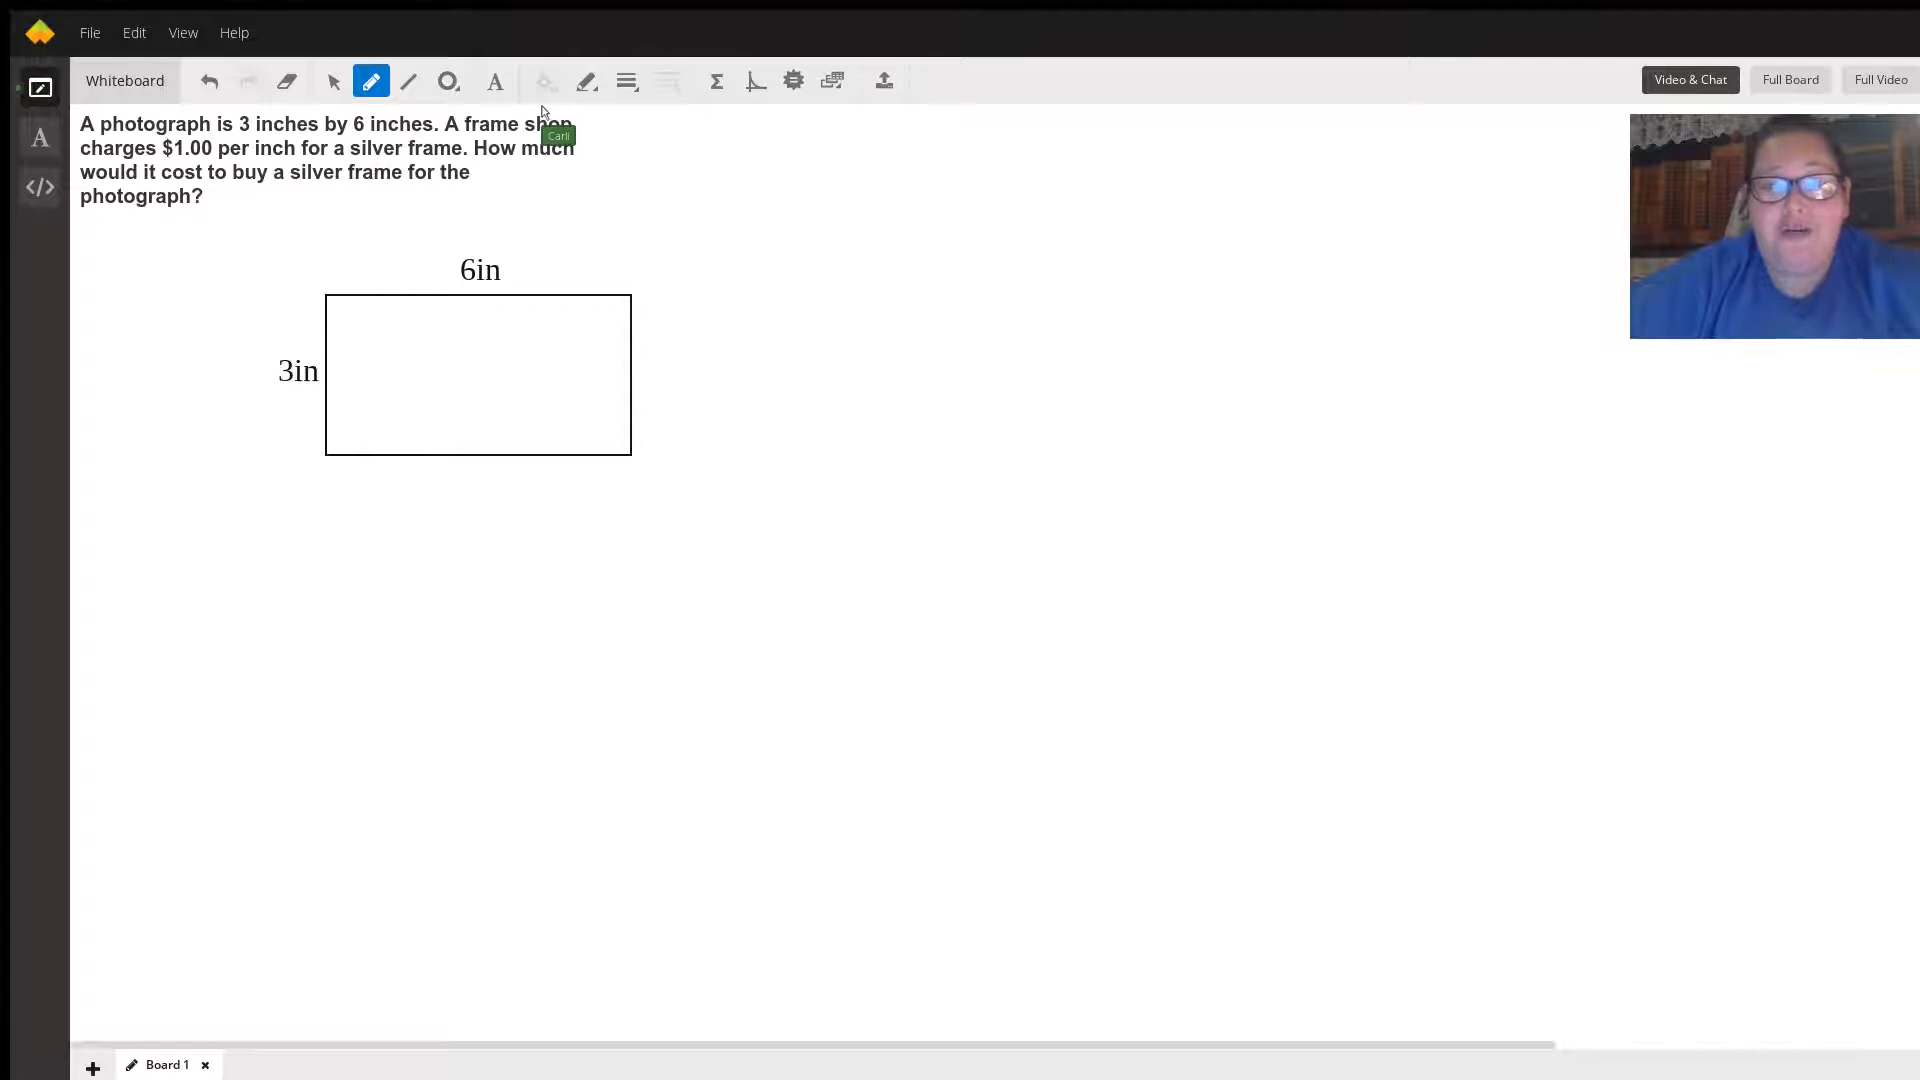 File Edit View Help
Whiteboard A Σ Video & Chat Full Board Full Video
A
</>
A photograph is 3 inches by 6 inches. A frame shop
Carli
charges $1.00 per inch for a silver frame. How much
would it cost to buy a silver frame for the
photograph?
6in
3in
Board 1